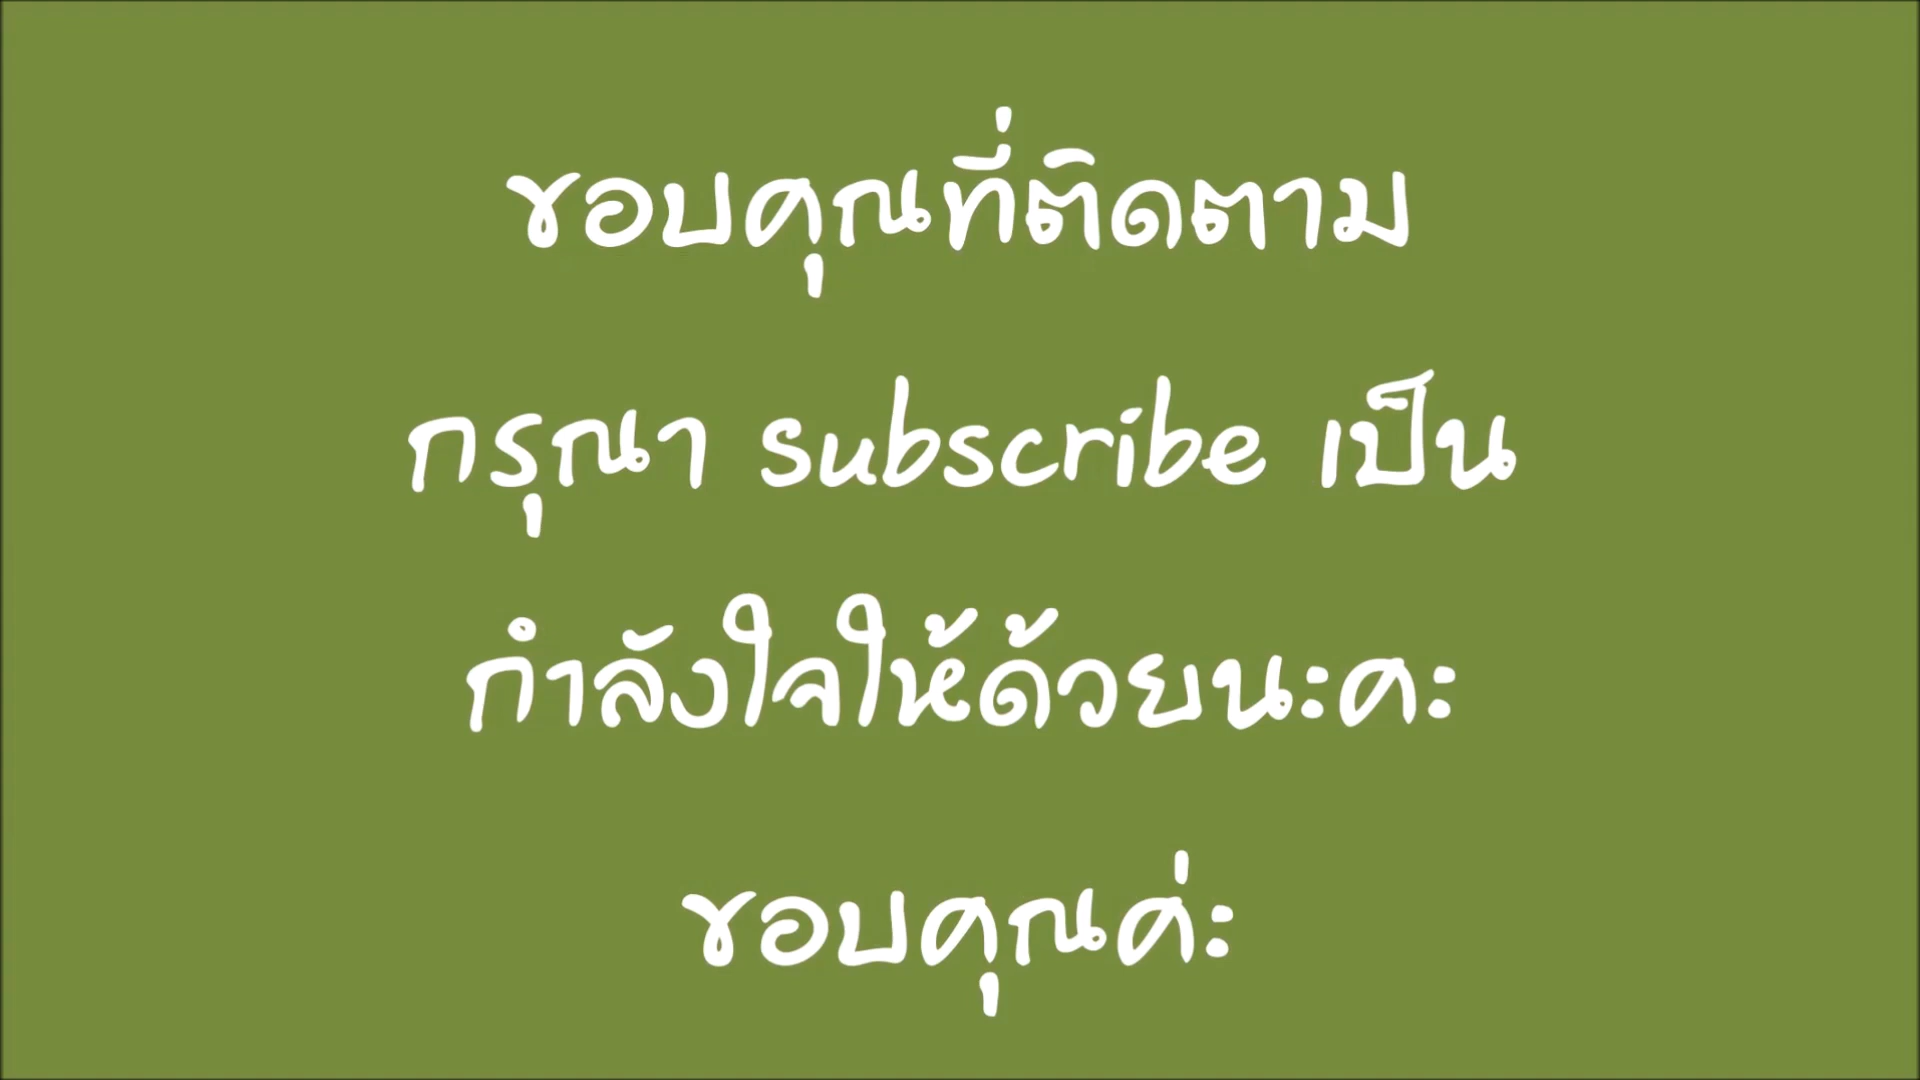 ขอบคุณที่ติดตาม
กรุณา subscribe เป็น
กำลังใจให้ด้วยนะคะ
ขอบคุณค่ะ